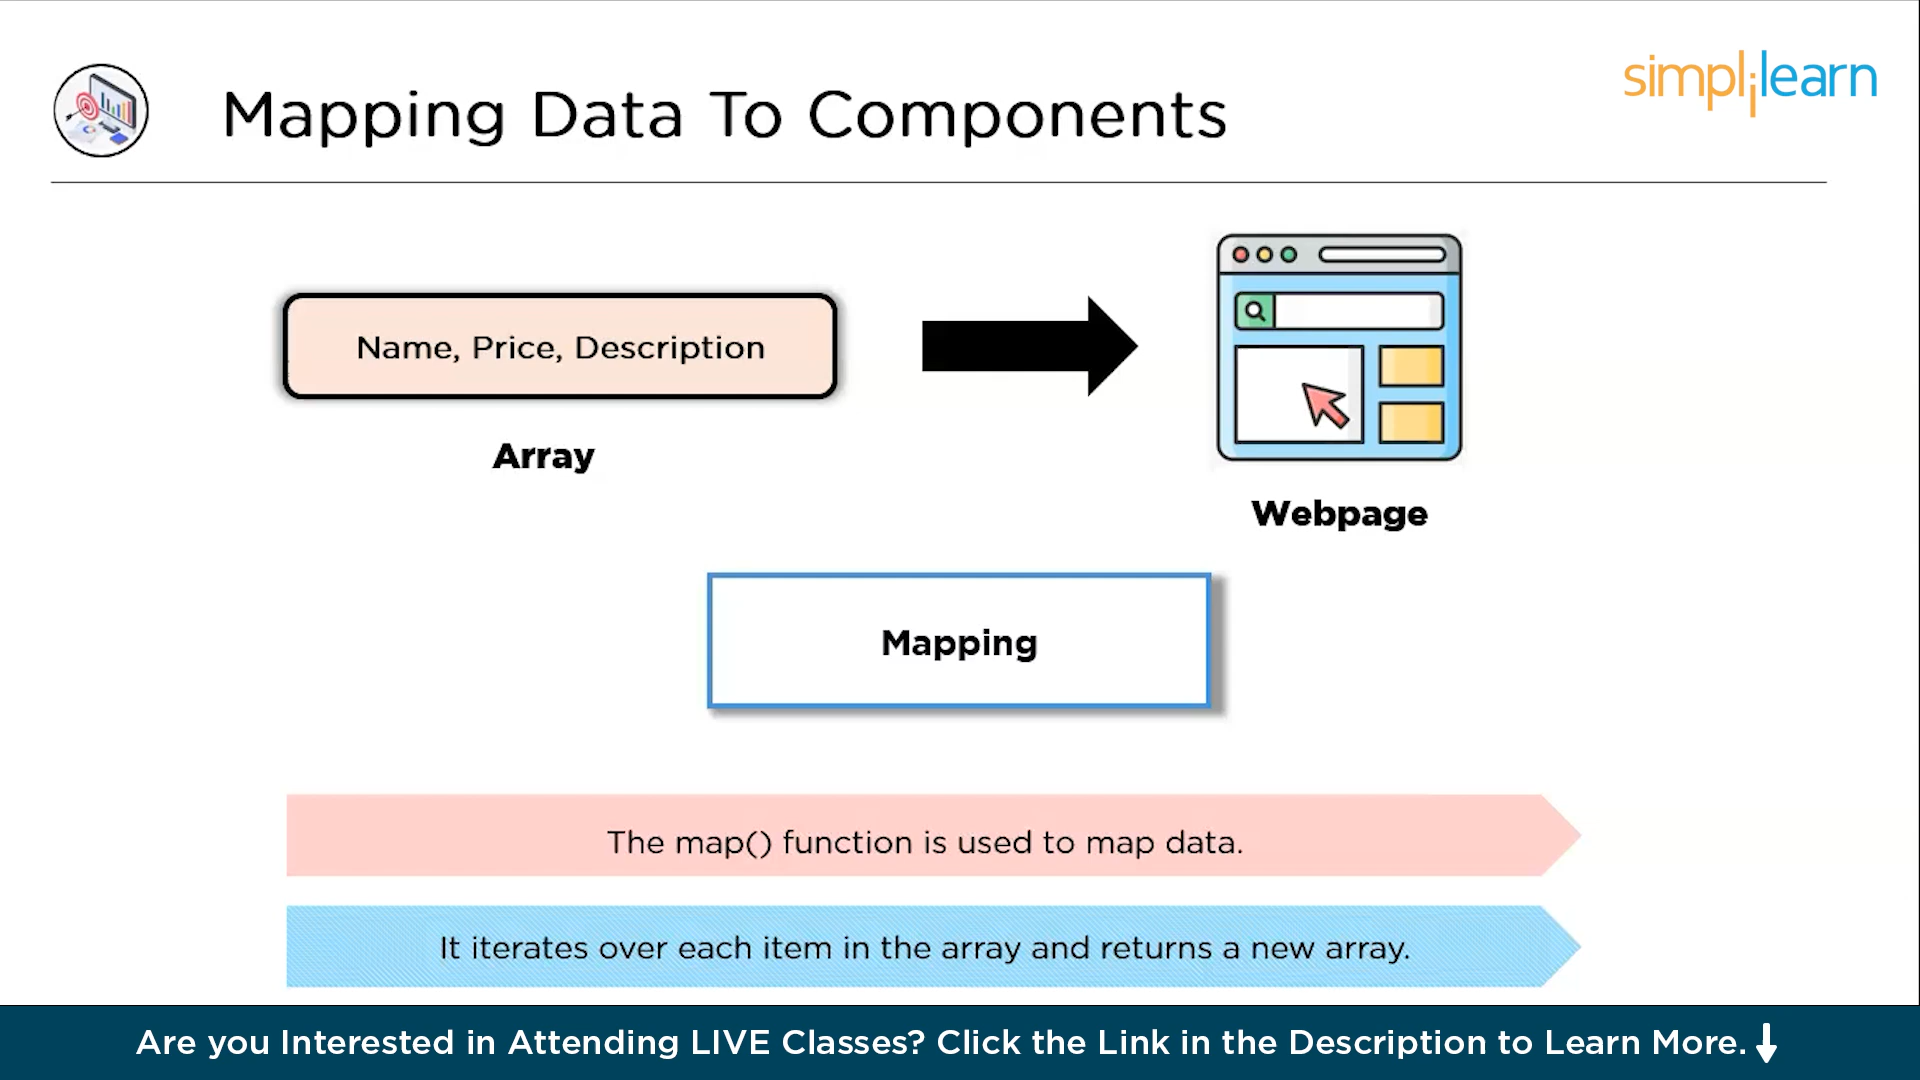 simplilearn
Mapping Data To Components
Name, Price, Description
Array
Webpage
Mapping
The map() function is used to map data.
It iterates over each item in the array and returns a new array.
Are you Interested in Attending LIVE Classes? Click the Link in the Description to Learn More.